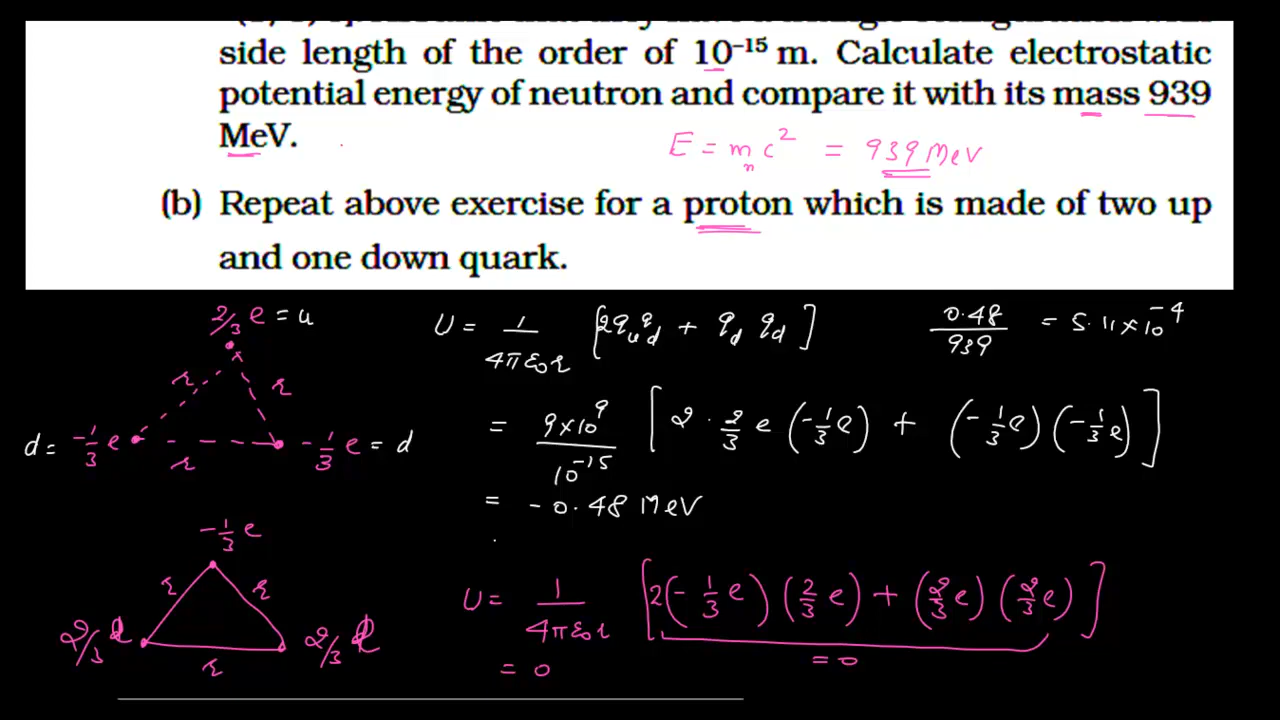 side length of the order of 10⁻¹⁵ m. Calculate electrostatic
potential energy of neutron and compare it with its mass 939
MeV.
E = mₙc² = 939 MeV
(b) Repeat above exercise for a proton which is made of two up
and one down quark.
2/3 e = u
r
r
d = -1/3 e
-1/3 e = d
r
U = 1/4πε₀r [2q_u q_d + q_d q_d]
0.48/939 = 5.11×10⁻⁴
= 9×10⁹/10⁻¹⁵ [2 · 2/3 e (-1/3 e) + (-1/3 e)(-1/3 e)]
= -0.48 MeV
-1/3 e
r
r
2/3 e
2/3 e
r
U = 1/4πε₀r [2(-1/3 e)(2/3 e) + (2/3 e)(2/3 e)]
= 0
= 0